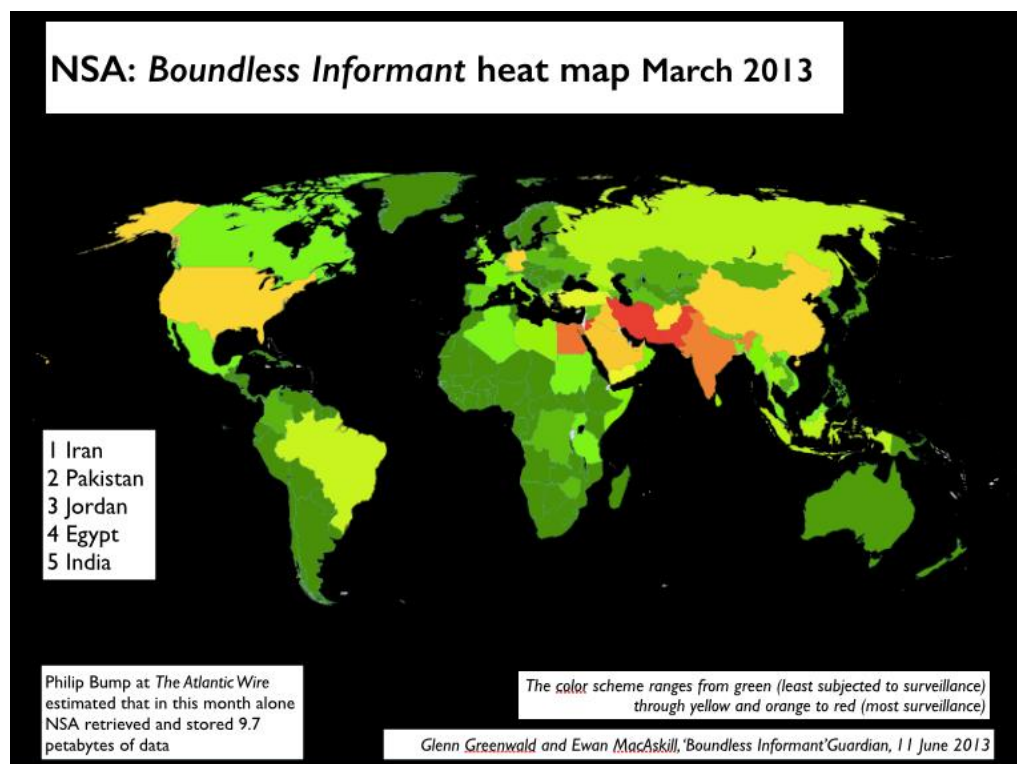 NSA: Boundless Informant heat map March 2013
1 Iran
2 Pakistan
3 Jordan
4 Egypt
5 India
Philip Bump at The Atlantic Wire
estimated that in this month alone
NSA retrieved and stored 9.7
petabytes of data
The color scheme ranges from green (least subjected to surveillance)
through yellow and orange to red (most surveillance)
Glenn Greenwald and Ewan MacAskill, ‘Boundless Informant’Guardian, 11 June 2013